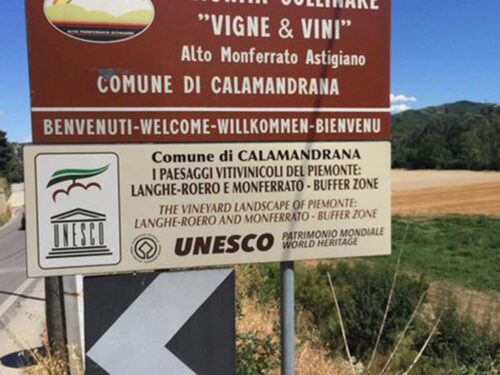 "VIGNE & VINI"
Alto Monferrato Astigiano
COMUNE DI CALAMANDRANA
BENVENUTI-WELCOME-WILLKOMMEN-BIENVENU
Comune di CALAMANDRANA
I PAESAGGI VITIVINICOLI DEL PIEMONTE:
LANGHE-ROERO E MONFERRATO - BUFFER ZONE
THE VINEYARD LANDSCAPE OF PIEMONTE:
LANGHE-ROERO AND MONFERRATO - BUFFER ZONE
UNESCO
UNESCO
PATRIMONIO MONDIALE
WORLD HERITAGE